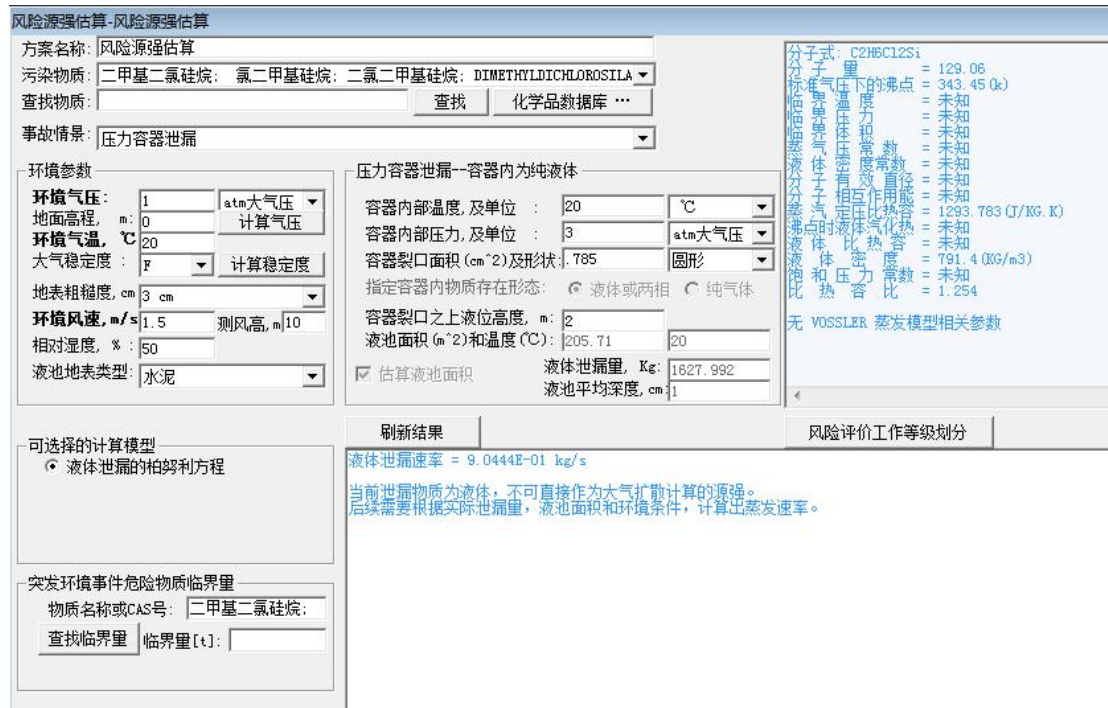 风险源强估算-风险源强估算
方案名称: 风险源强估算
污染物质: 二甲基二氯硅烷; 氯二甲基硅烷; 二氯二甲基硅烷; DIMETHYLDICHLOROSILA
查找物质: 查找 化学品数据库 …
事故情景: 压力容器泄漏
环境参数
环境气压: 1 atm大气压
地面高程, m: 0 计算气压
环境气温, ℃ 20
大气稳定度 : F 计算稳定度
地表粗糙度, cm 3 cm
环境风速, m/s 1.5 测风高, m 10
相对湿度, % : 50
液池地表类型: 水泥
压力容器泄漏--容器内为纯液体
容器内部温度, 及单位 : 20 ℃
容器内部压力, 及单位 : 3 atm大气压
容器裂口面积(cm^2)及形状: .785 圆形
指定容器内物质存在形态: 液体或两相 纯气体
容器裂口之上液位高度, m: 2
液池面积(m^2)和温度(℃): 205.71 20
估算液池面积 液体泄漏量, Kg: 1627.992
液池平均深度, cm 1
分子式: C2H6Cl2Si
分 子 量 = 129.06
标准气压下的沸点 = 343.45(k)
临 界 温 度 = 未知
临 界 压 力 = 未知
临 界 体 积 = 未知
蒸 气 压 常 数 = 未知
液 体 密 度 常数 = 未知
分 子 有 效 直径 = 未知
分 子 相互作用能 = 未知
蒸 汽 定压比热容 = 1293.783(J/KG.K)
沸点时液体汽化热 = 未知
液 体 比 热 容 = 未知
液 体 密 度 = 791.4(KG/m3)
饱 和 压 力 常数 = 未知
比 热 容 比 = 1.254
无 VOSSLER 蒸发模型相关参数
刷新结果
风险评价工作等级划分
可选择的计算模型
液体泄漏的柏努利方程
液体泄漏速率 = 9.0444E-01 kg/s
当前泄漏物质为液体，不可直接作为大气扩散计算的源强。
后续需要根据实际泄漏量，液池面积和环境条件，计算出蒸发速率。
突发环境事件危险物质临界量
物质名称或CAS号: 二甲基二氯硅烷;
查找临界量 临界量[t]: